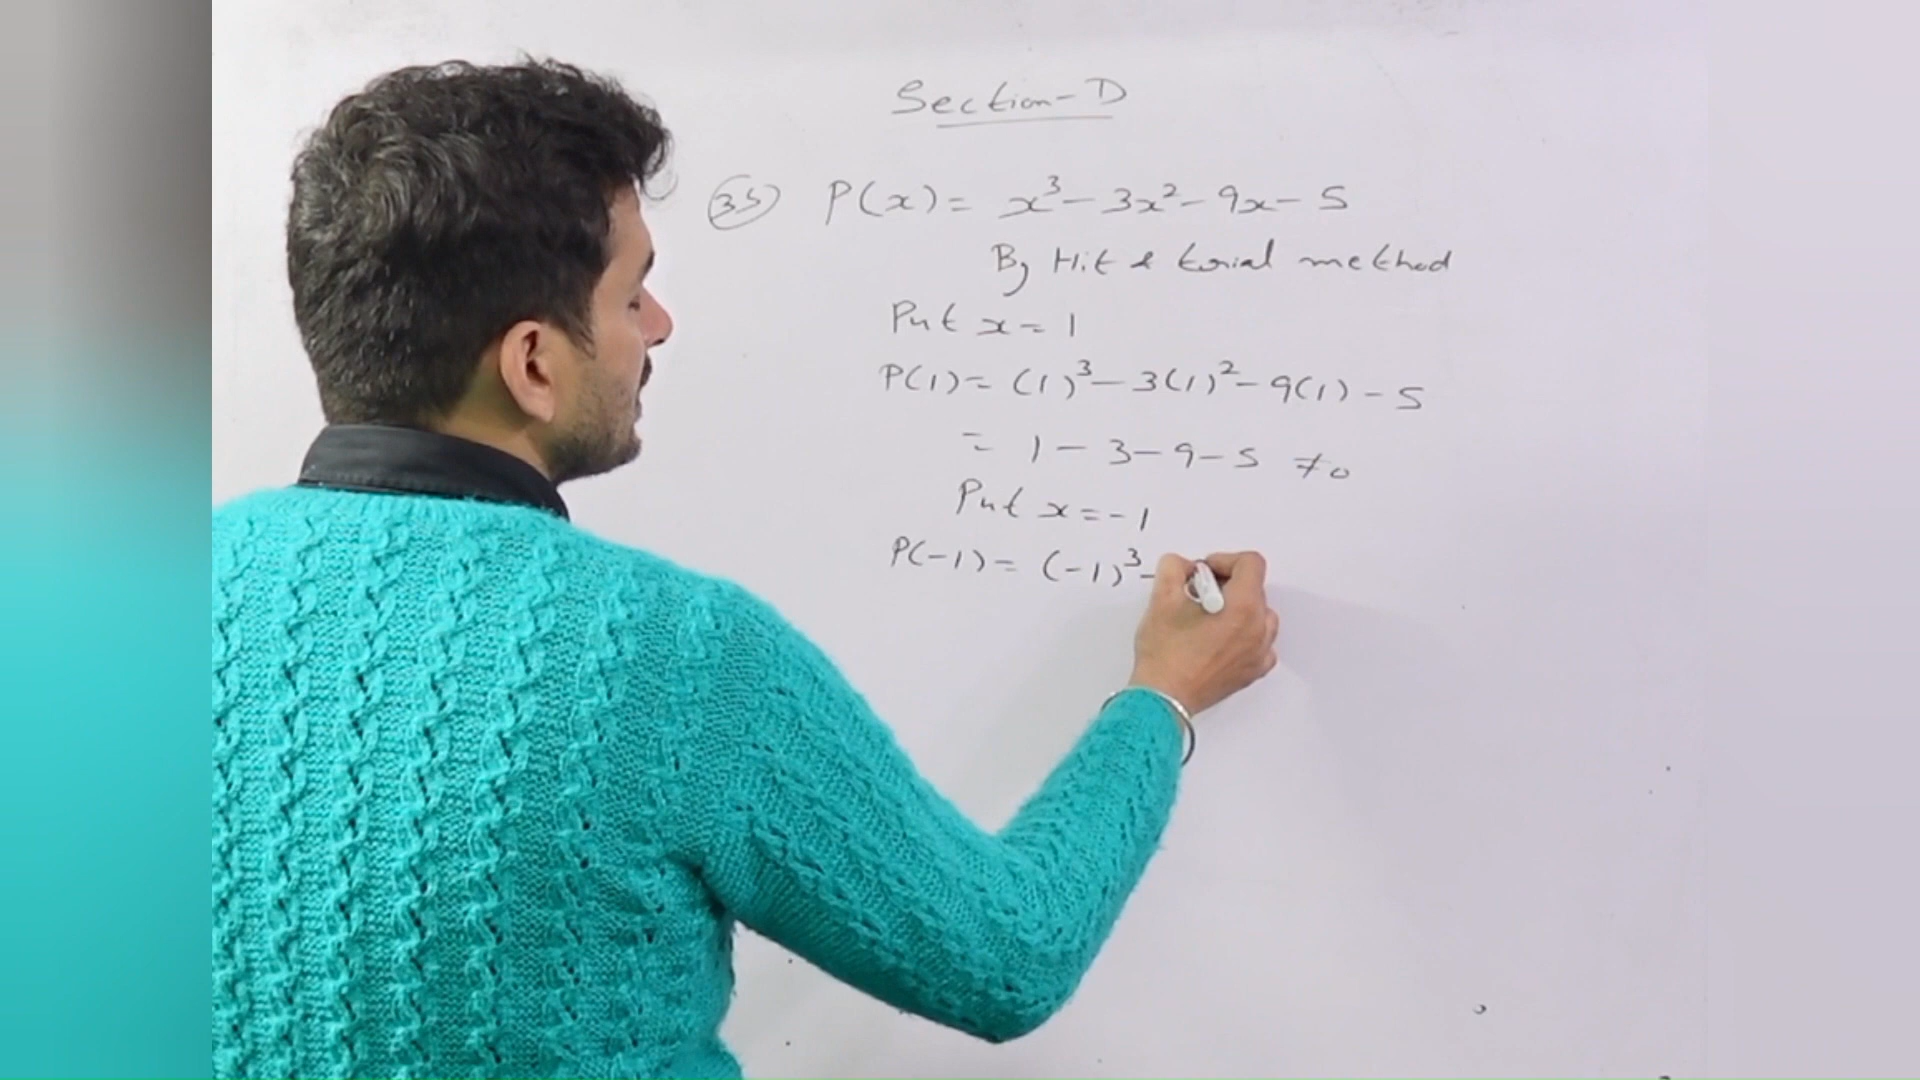 Section-D
35 P(x) = x³ - 3x² - 9x - 5
By Hit & trial method
Put x = 1
P(1) = (1)³ - 3(1)² - 9(1) - 5
= 1 - 3 - 9 - 5 ≠ 0
Put x = -1
P(-1) = (-1)³ -